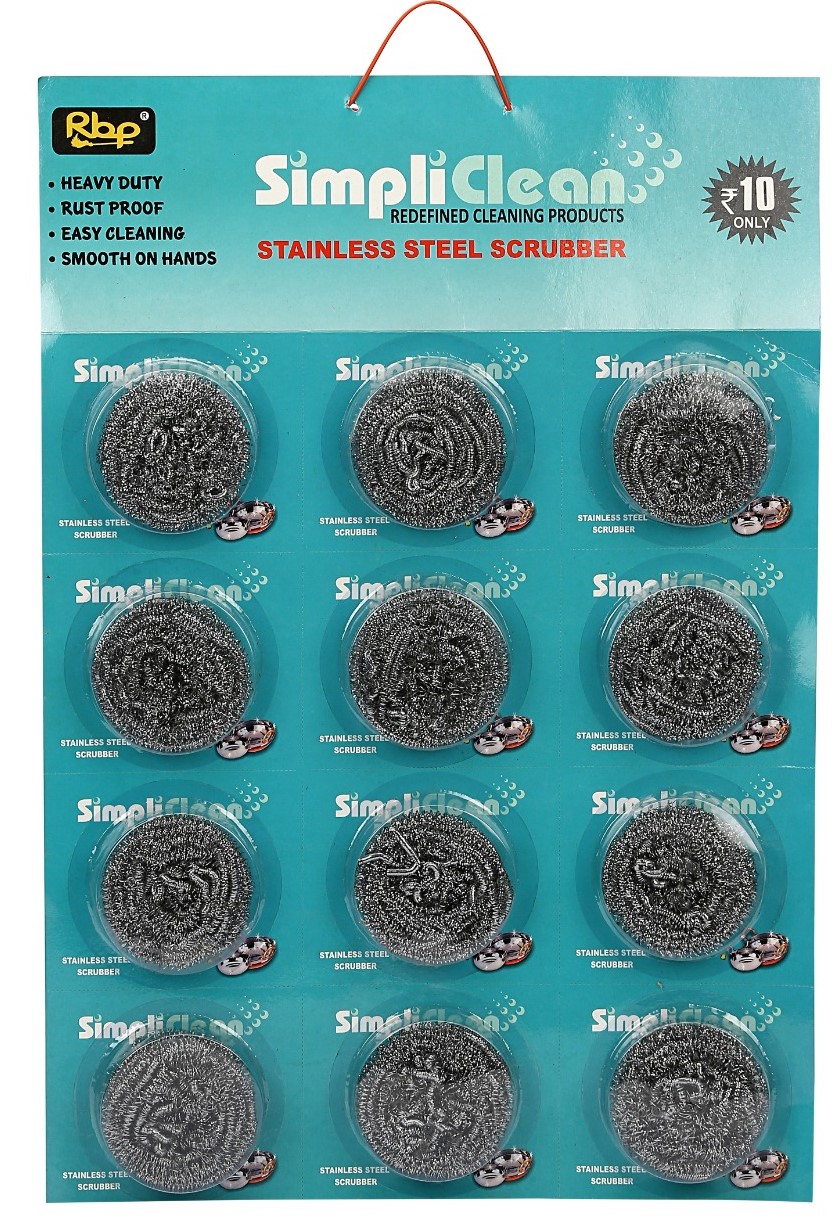 Rbp®
• HEAVY DUTY
• RUST PROOF
• EASY CLEANING
• SMOOTH ON HANDS
SimpliClean
REDEFINED CLEANING PRODUCTS
STAINLESS STEEL SCRUBBER
₹10
ONLY
SimpliClean
STAINLESS STEEL
SCRUBBER
SimpliClean
STAINLESS STEEL
SCRUBBER
SimpliClean
STAINLESS STEEL
SCRUBBER
SimpliClean
STAINLESS STEEL
SCRUBBER
SimpliClean
STAINLESS STEEL
SCRUBBER
SimpliClean
STAINLESS STEEL
SCRUBBER
SimpliClean
STAINLESS STEEL
SCRUBBER
SimpliClean
STAINLESS STEEL
SCRUBBER
SimpliClean
STAINLESS STEEL
SCRUBBER
SimpliClean
STAINLESS STEEL
SCRUBBER
SimpliClean
STAINLESS STEEL
SCRUBBER
SimpliClean
STAINLESS STEEL
SCRUBBER